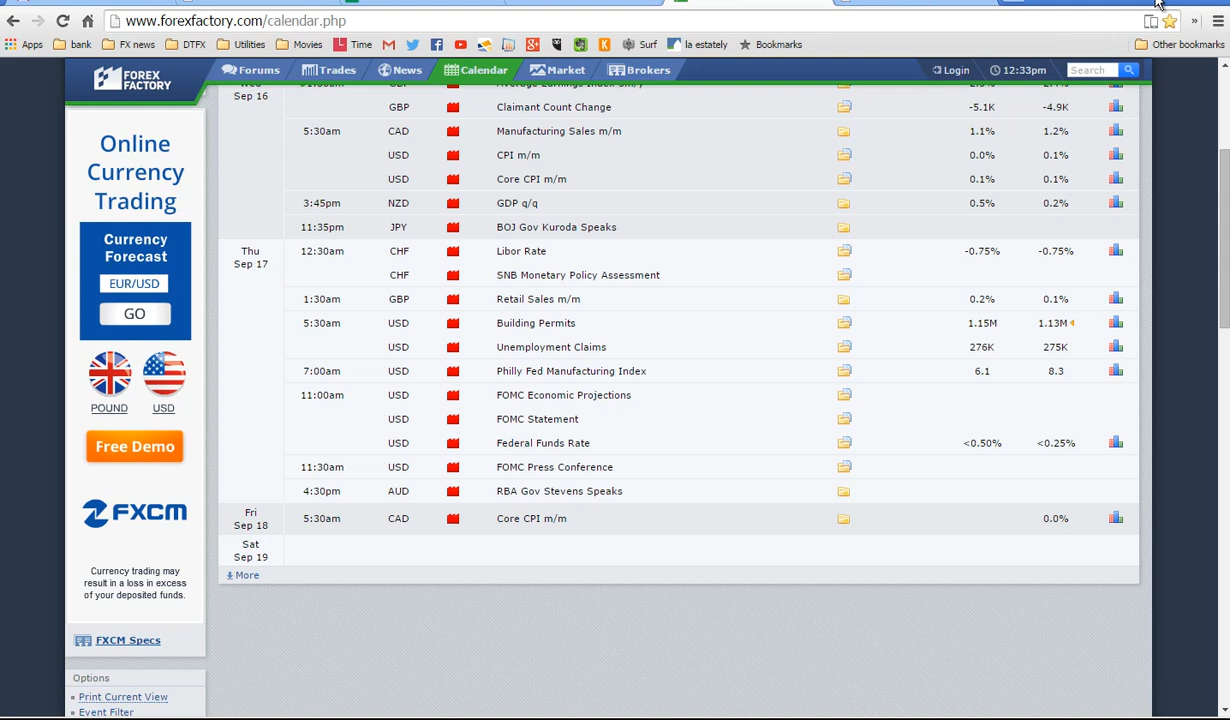 www.forexfactory.com/calendar.php
Apps bank FX news DTFX Utilities Movies Time Surf la estately Bookmarks Other bookmarks
FOREX FACTORY Forums Trades News Calendar Market Brokers Login 12:33pm Search
Online Currency Trading
Currency Forecast
EUR/USD
GO
POUND USD
Free Demo
FXCM
Currency trading may
result in a loss in excess
of your deposited funds.
FXCM Specs
Options
Print Current View
Event Filter
Sep 16
GBP Claimant Count Change -5.1K -4.9K
5:30am CAD Manufacturing Sales m/m 1.1% 1.2%
USD CPI m/m 0.0% 0.1%
USD Core CPI m/m 0.1% 0.1%
3:45pm NZD GDP q/q 0.5% 0.2%
11:35pm JPY BOJ Gov Kuroda Speaks
Thu Sep 17 12:30am CHF Libor Rate -0.75% -0.75%
CHF SNB Monetary Policy Assessment
1:30am GBP Retail Sales m/m 0.2% 0.1%
5:30am USD Building Permits 1.15M 1.13M
USD Unemployment Claims 276K 275K
7:00am USD Philly Fed Manufacturing Index 6.1 8.3
11:00am USD FOMC Economic Projections
USD FOMC Statement
USD Federal Funds Rate <0.50% <0.25%
11:30am USD FOMC Press Conference
4:30pm AUD RBA Gov Stevens Speaks
Fri Sep 18 5:30am CAD Core CPI m/m 0.0%
Sat Sep 19
More